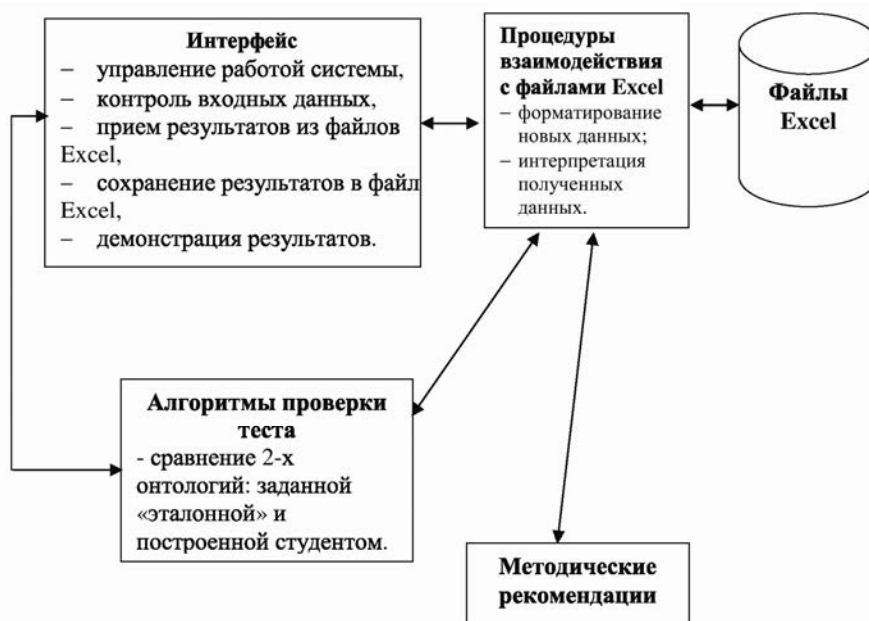 Интерфейс
– управление работой системы,
– контроль входных данных,
– прием результатов из файлов
Excel,
– сохранение результатов в файл
Excel,
– демонстрация результатов.
Процедуры
взаимодействия
с файлами Excel
– форматирование
новых данных;
– интерпретация
полученных
данных.
Файлы
Excel
Алгоритмы проверки
теста
- сравнение 2-х
онтологий: заданной
«эталонной» и
построенной студентом.
Методические
рекомендации